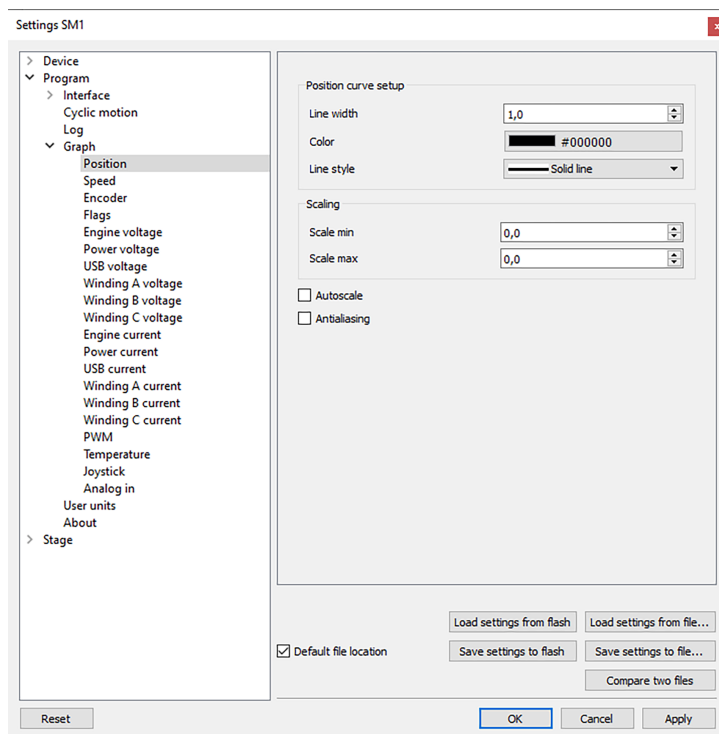 Settings SM1
Device
Program
Interface
Cyclic motion
Log
Graph
Position
Speed
Encoder
Flags
Engine voltage
Power voltage
USB voltage
Winding A voltage
Winding B voltage
Winding C voltage
Engine current
Power current
USB current
Winding A current
Winding B current
Winding C current
PWM
Temperature
Joystick
Analog in
User units
About
Stage
Position curve setup
Line width 1,0
Color #000000
Line style Solid line
Scaling
Scale min 0,0
Scale max 0,0
Autoscale
Antialiasing
Load settings from flash Load settings from file...
Default file location Save settings to flash Save settings to file...
Compare two files
Reset OK Cancel Apply